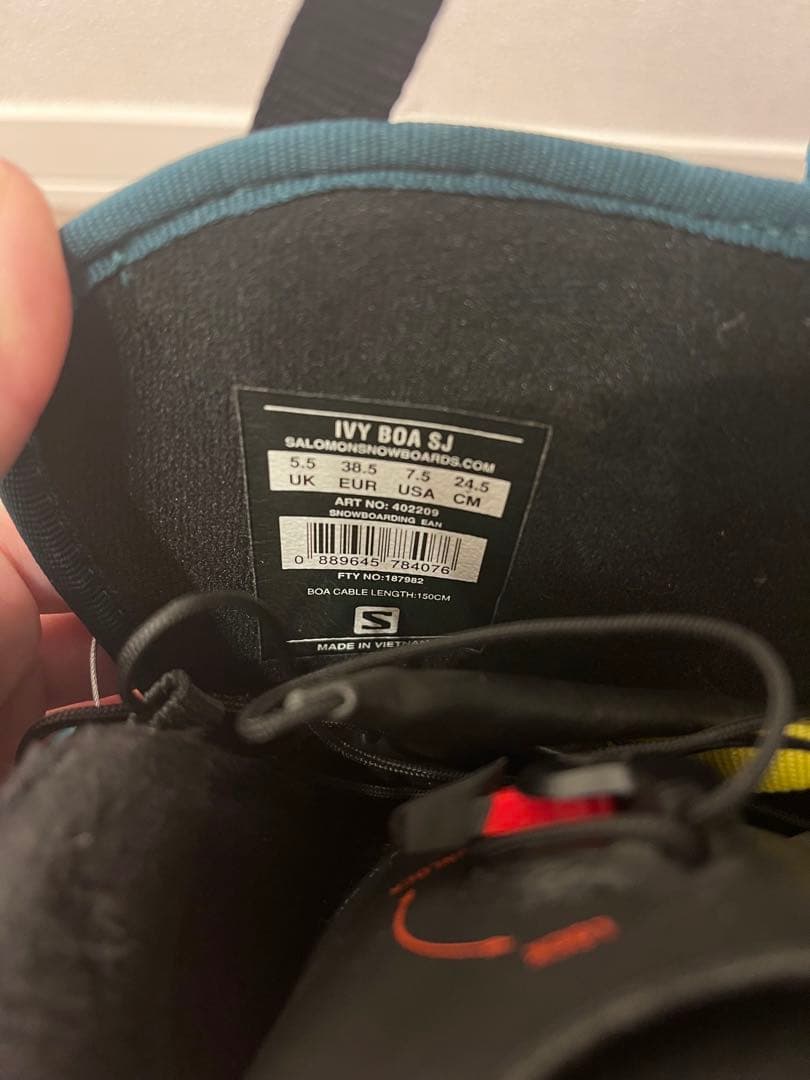 IVY BOA SJ
SALOMONSNOWBOARDS.COM
5.5 38.5 7.5 24.5
UK EUR USA CM
ART NO: 402209
SNOWBOARDING EAN
0 889645 784076
FTY NO:187982
BOA CABLE LENGTH:150CM
S
MADE IN VIETNA